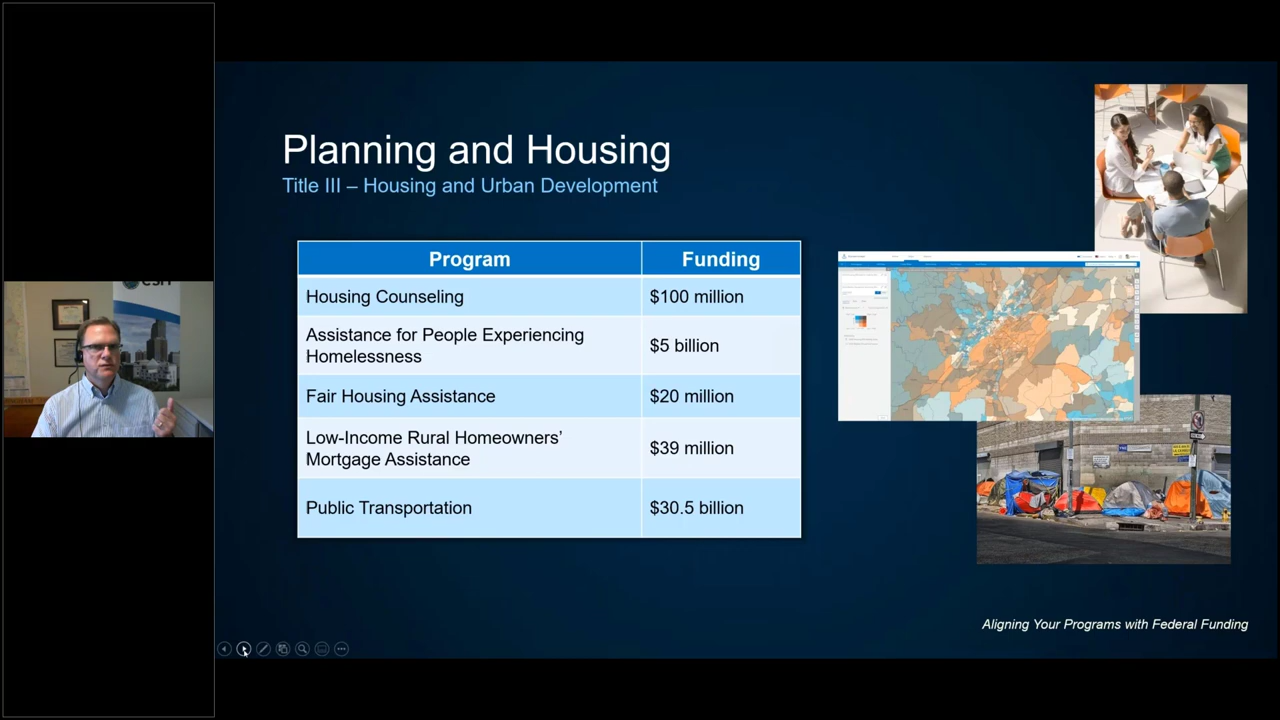 Planning and Housing
Title III – Housing and Urban Development
Program Funding
Housing Counseling $100 million
Assistance for People Experiencing
Homelessness $5 billion
Fair Housing Assistance $20 million
Low-Income Rural Homeowners’
Mortgage Assistance $39 million
Public Transportation $30.5 billion
esri
Aligning Your Programs with Federal Funding